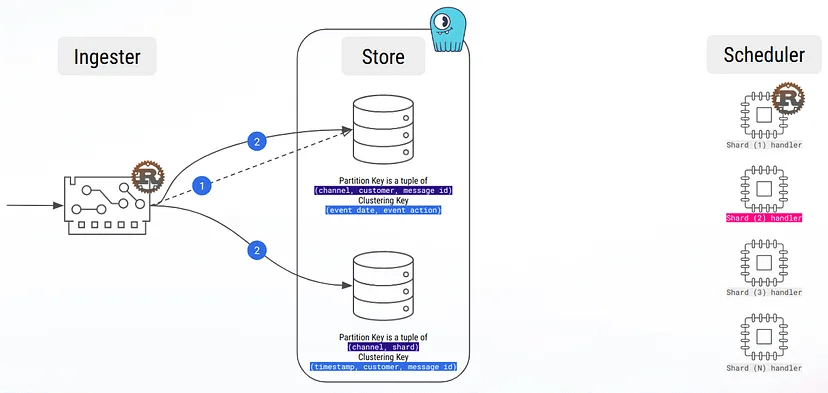 Ingester
Store
Scheduler
R
R
2
1
2
Partition Key is a tuple of
(channel, customer, message id)
Clustering Key
(event date, event action)
Partition Key is a tuple of
(channel, shard)
Clustering Key
(timestamp, customer, message id)
Shard (1) handler
Shard (2) handler
Shard (3) handler
Shard (N) handler